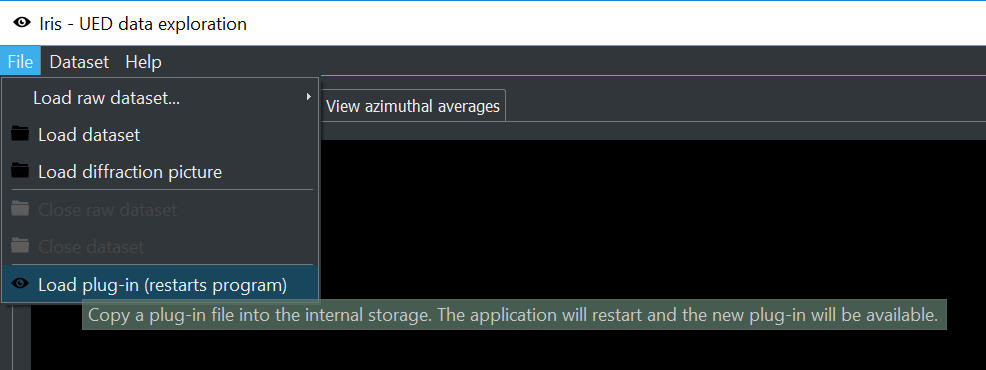 Iris - UED data exploration
File Dataset Help
Load raw dataset...
View azimuthal averages
Load dataset
Load diffraction picture
Close raw dataset
Close dataset
Load plug-in (restarts program)
Copy a plug-in file into the internal storage. The application will restart and the new plug-in will be available.